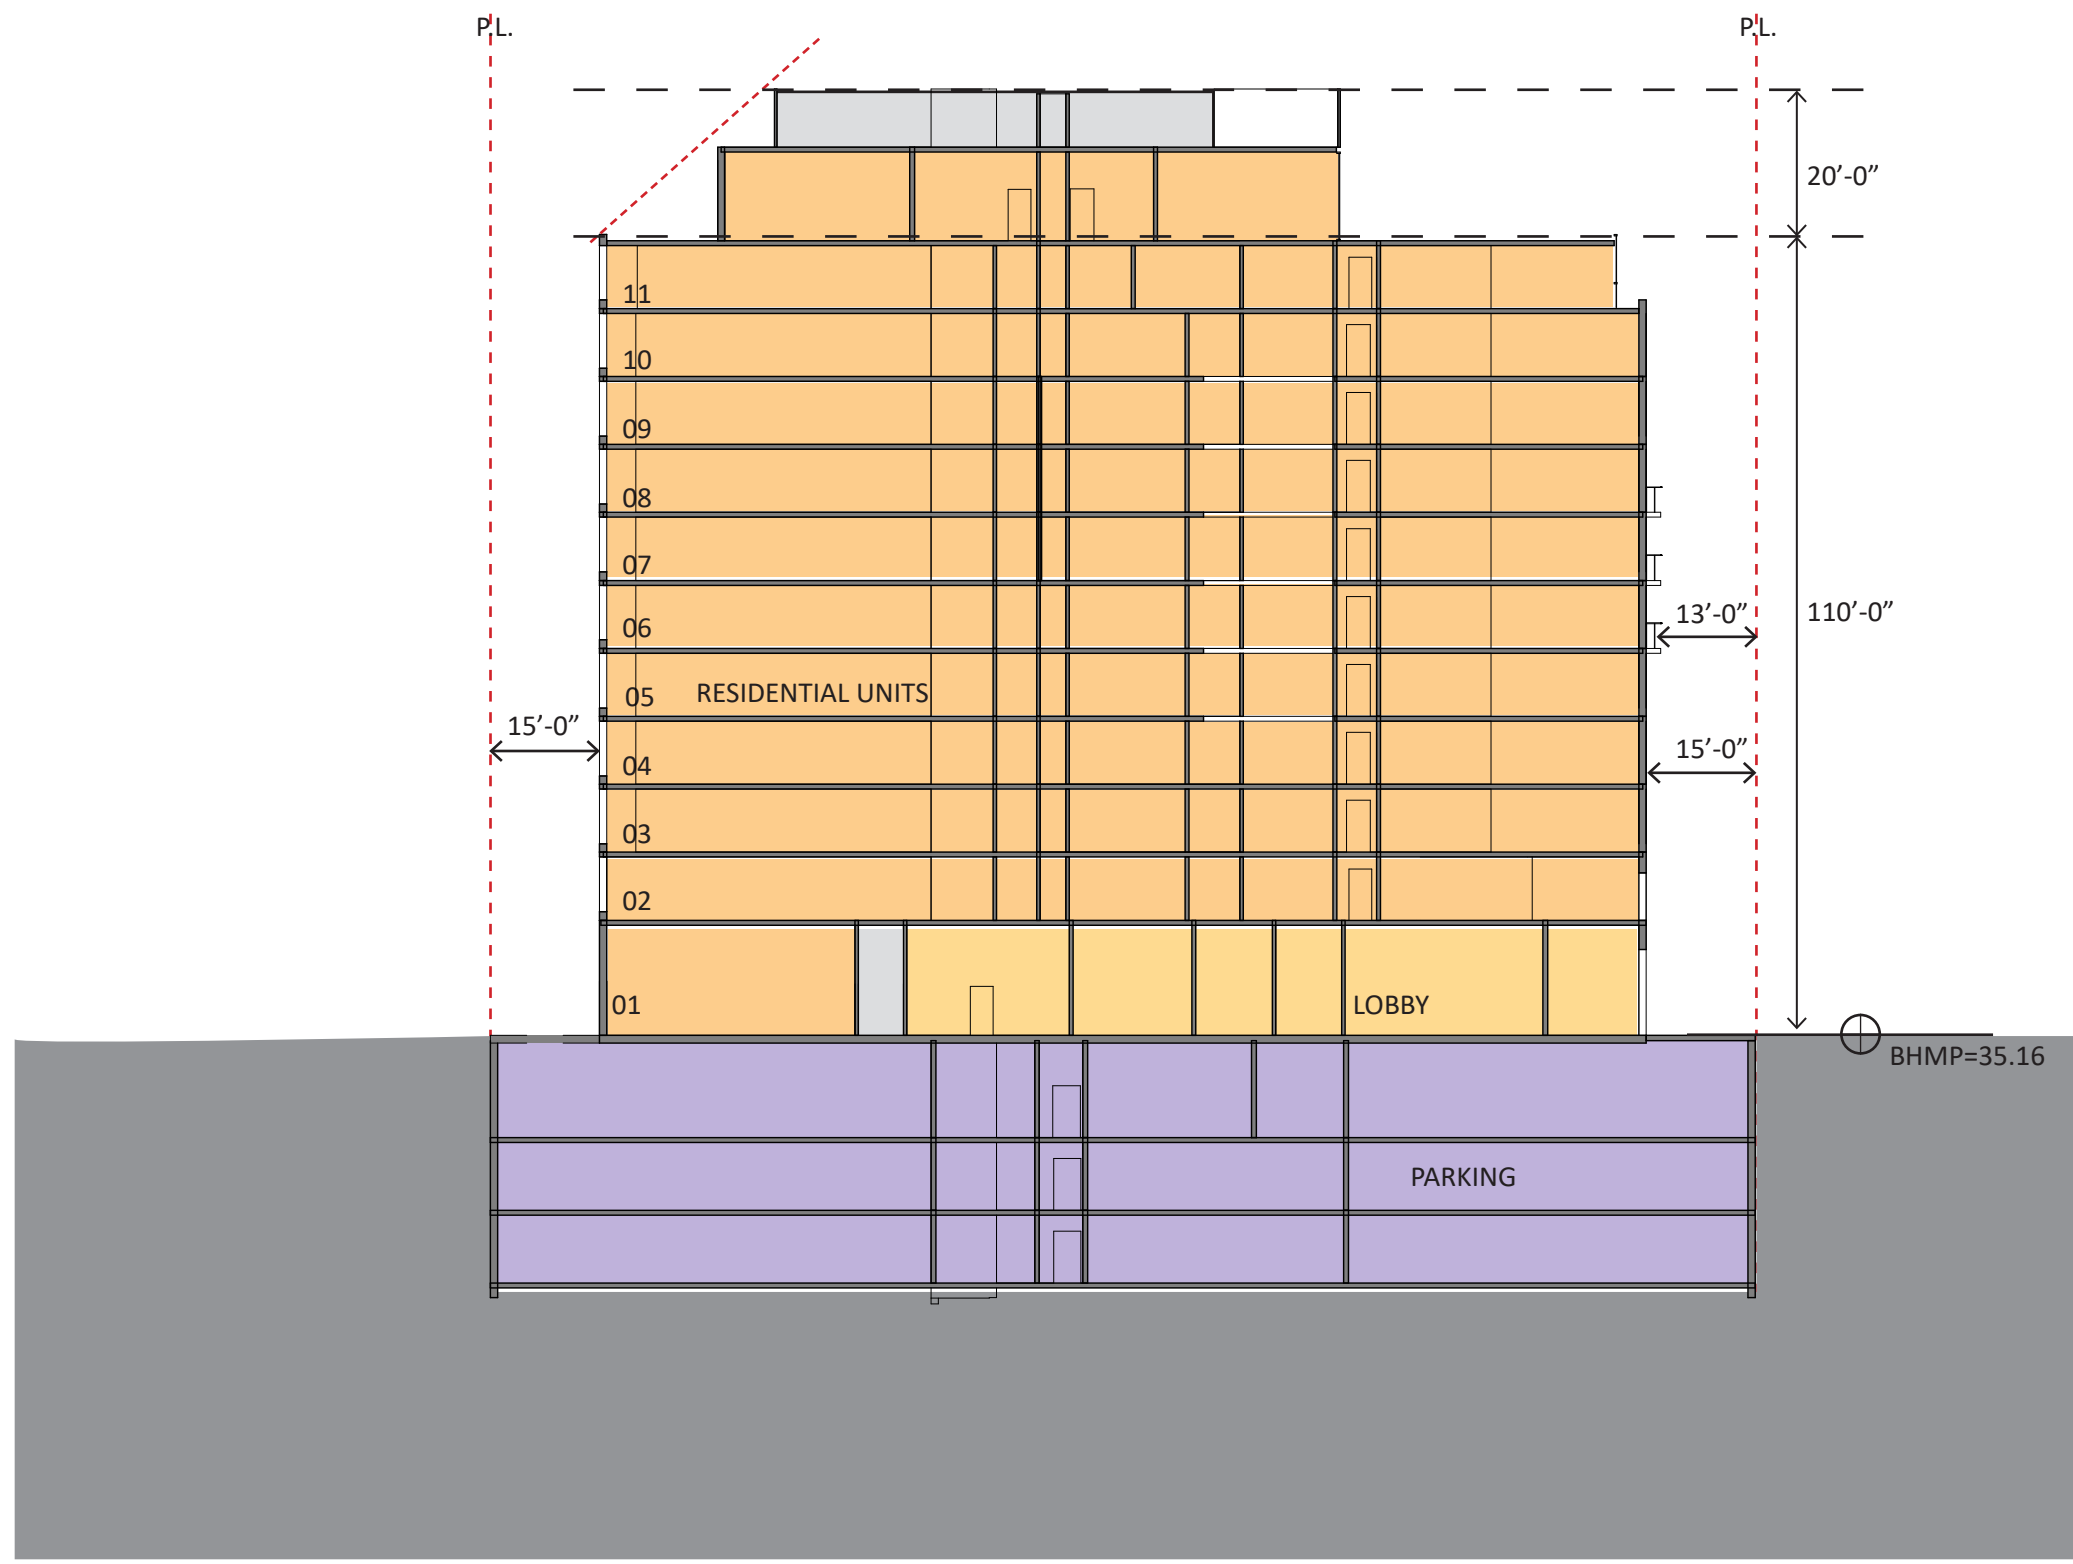 P.L.
P.L.
20’-0”
11
10
09
08
07
06
13’-0”
110’-0”
05
RESIDENTIAL UNITS
15’-0”
15’-0”
04
03
02
01
LOBBY
BHMP=35.16
PARKING